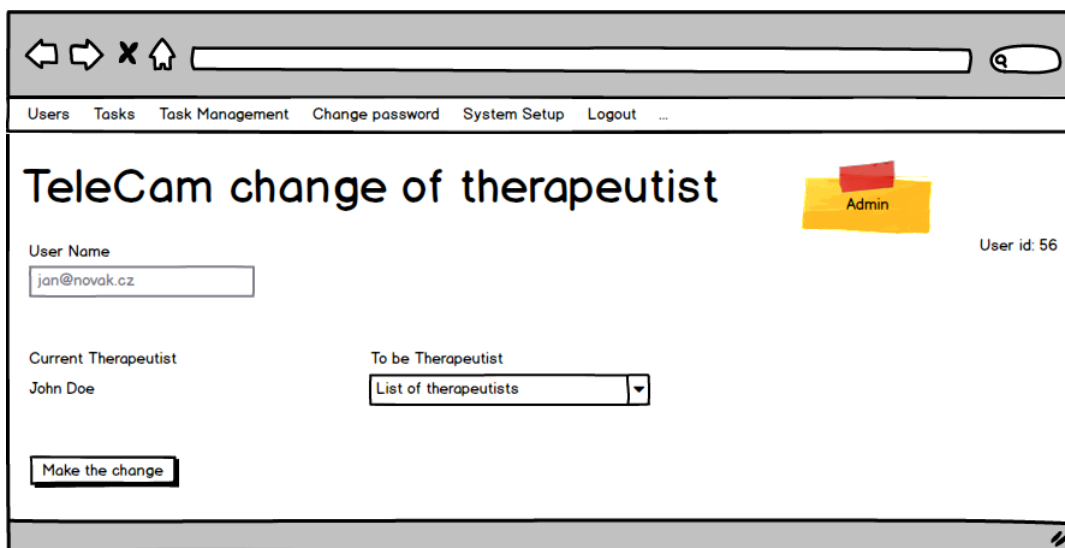 Users Tasks Task Management Change password System Setup Logout ...
TeleCam change of therapeutist
Admin
User id: 56
User Name
jan@novak.cz
Current Therapeutist To be Therapeutist
John Doe List of therapeutists
Make the change